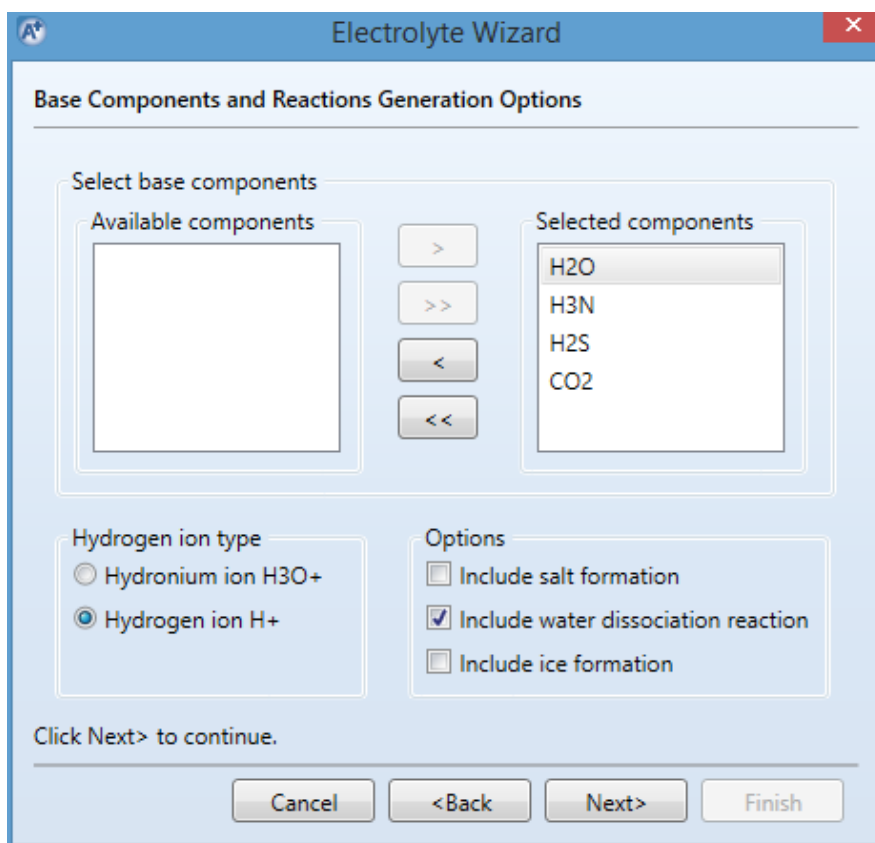 A+
Electrolyte Wizard
×
Base Components and Reactions Generation Options
Select base components
Available components
Selected components
>
>>
<
<<
H2O
H3N
H2S
CO2
Hydrogen ion type
Hydronium ion H3O+
Hydrogen ion H+
Options
Include salt formation
Include water dissociation reaction
Include ice formation
Click Next> to continue.
Cancel
<Back
Next>
Finish